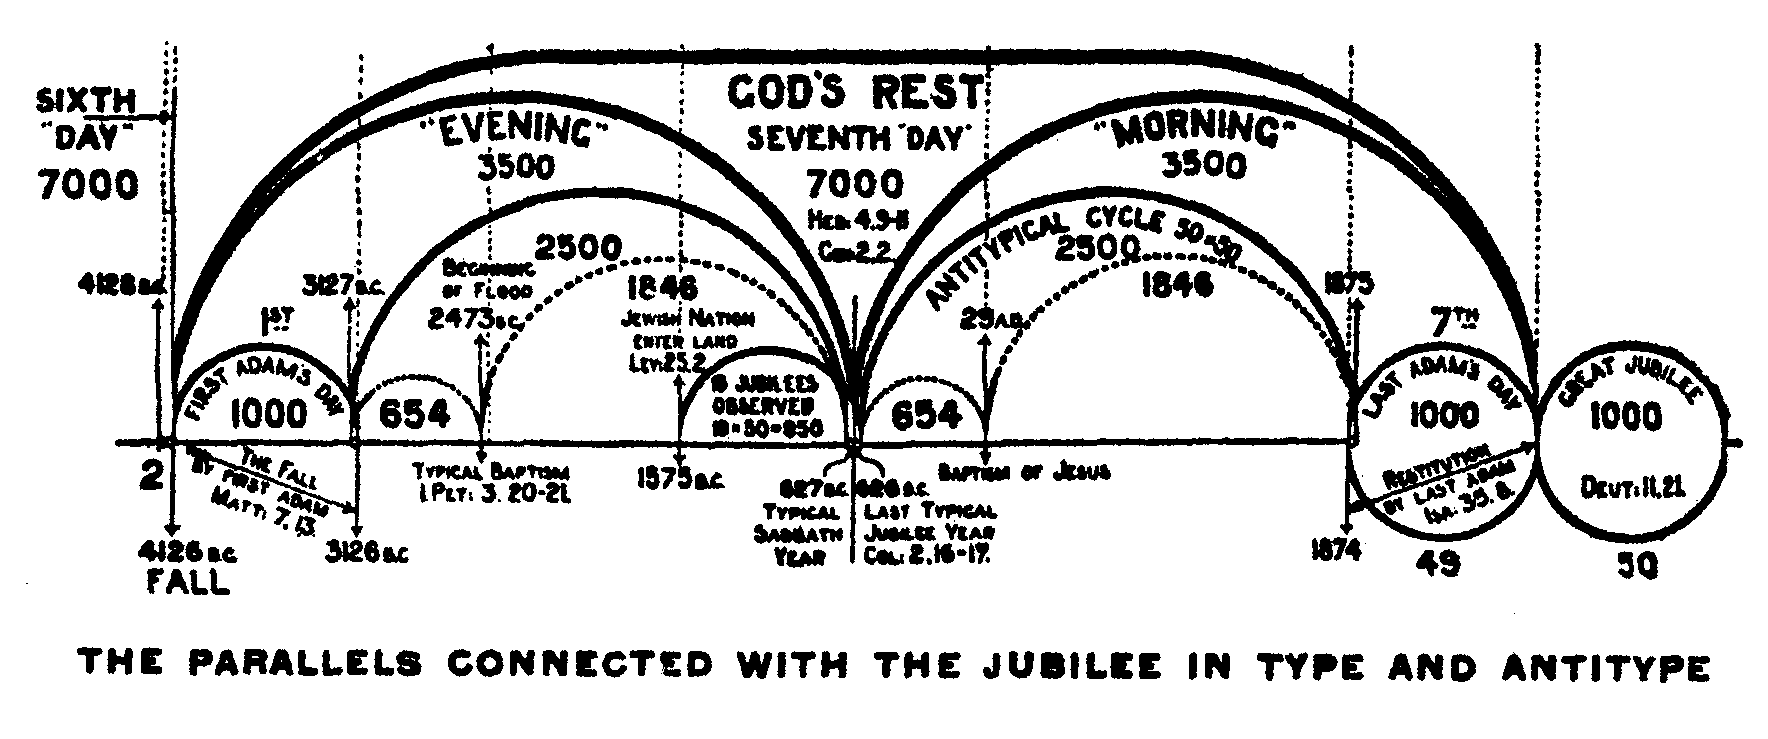 GOD'S REST
SEVENTH "DAY"
7000
HEB. 4.9-11
GEN. 2.2.
SIXTH
"DAY"
7000
"EVENING"
3500
"MORNING"
3500
2500
ANTITYPICAL CYCLE 50×50
2500
4128 B.C.
3127 B.C.
BEGINNING
OF FLOOD
2473 B.C.
1846
JEWISH NATION
ENTER LAND
LEV. 25.2.
29 A.D.
1846
1875
1ST
FIRST ADAM'S DAY
1000
654
JUBILEES
OBSERVED
654
7TH
LAST ADAM'S DAY
1000
GREAT JUBILEE
1000
2
THE FALL
BY FIRST ADAM
MATT: 7, 13.
4126 B.C.
FALL
3126 B.C.
TYPICAL BAPTISM
1.PET: 3. 20-21.
1575 B.C.
627 B.C.
TYPICAL
SABBATH
YEAR
626 B.C.
LAST TYPICAL
JUBILEE YEAR
COL: 2, 16-17.
BAPTISM OF JESUS
1874
RESTITUTION
BY LAST ADAM
ISA: 35. 8.
49
DEUT: 11, 21
50
THE PARALLELS CONNECTED WITH THE JUBILEE IN TYPE AND ANTITYPE